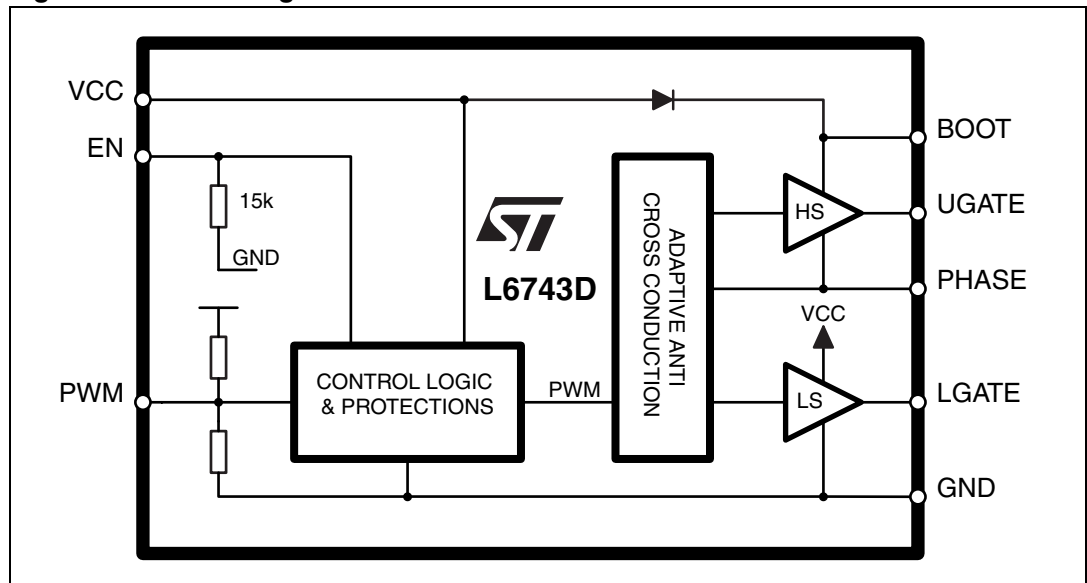 VCC
EN
15k
GND
PWM
ST
L6743D
CONTROL LOGIC
& PROTECTIONS
PWM
ADAPTIVE ANTI
CROSS CONDUCTION
HS
VCC
LS
BOOT
UGATE
PHASE
LGATE
GND